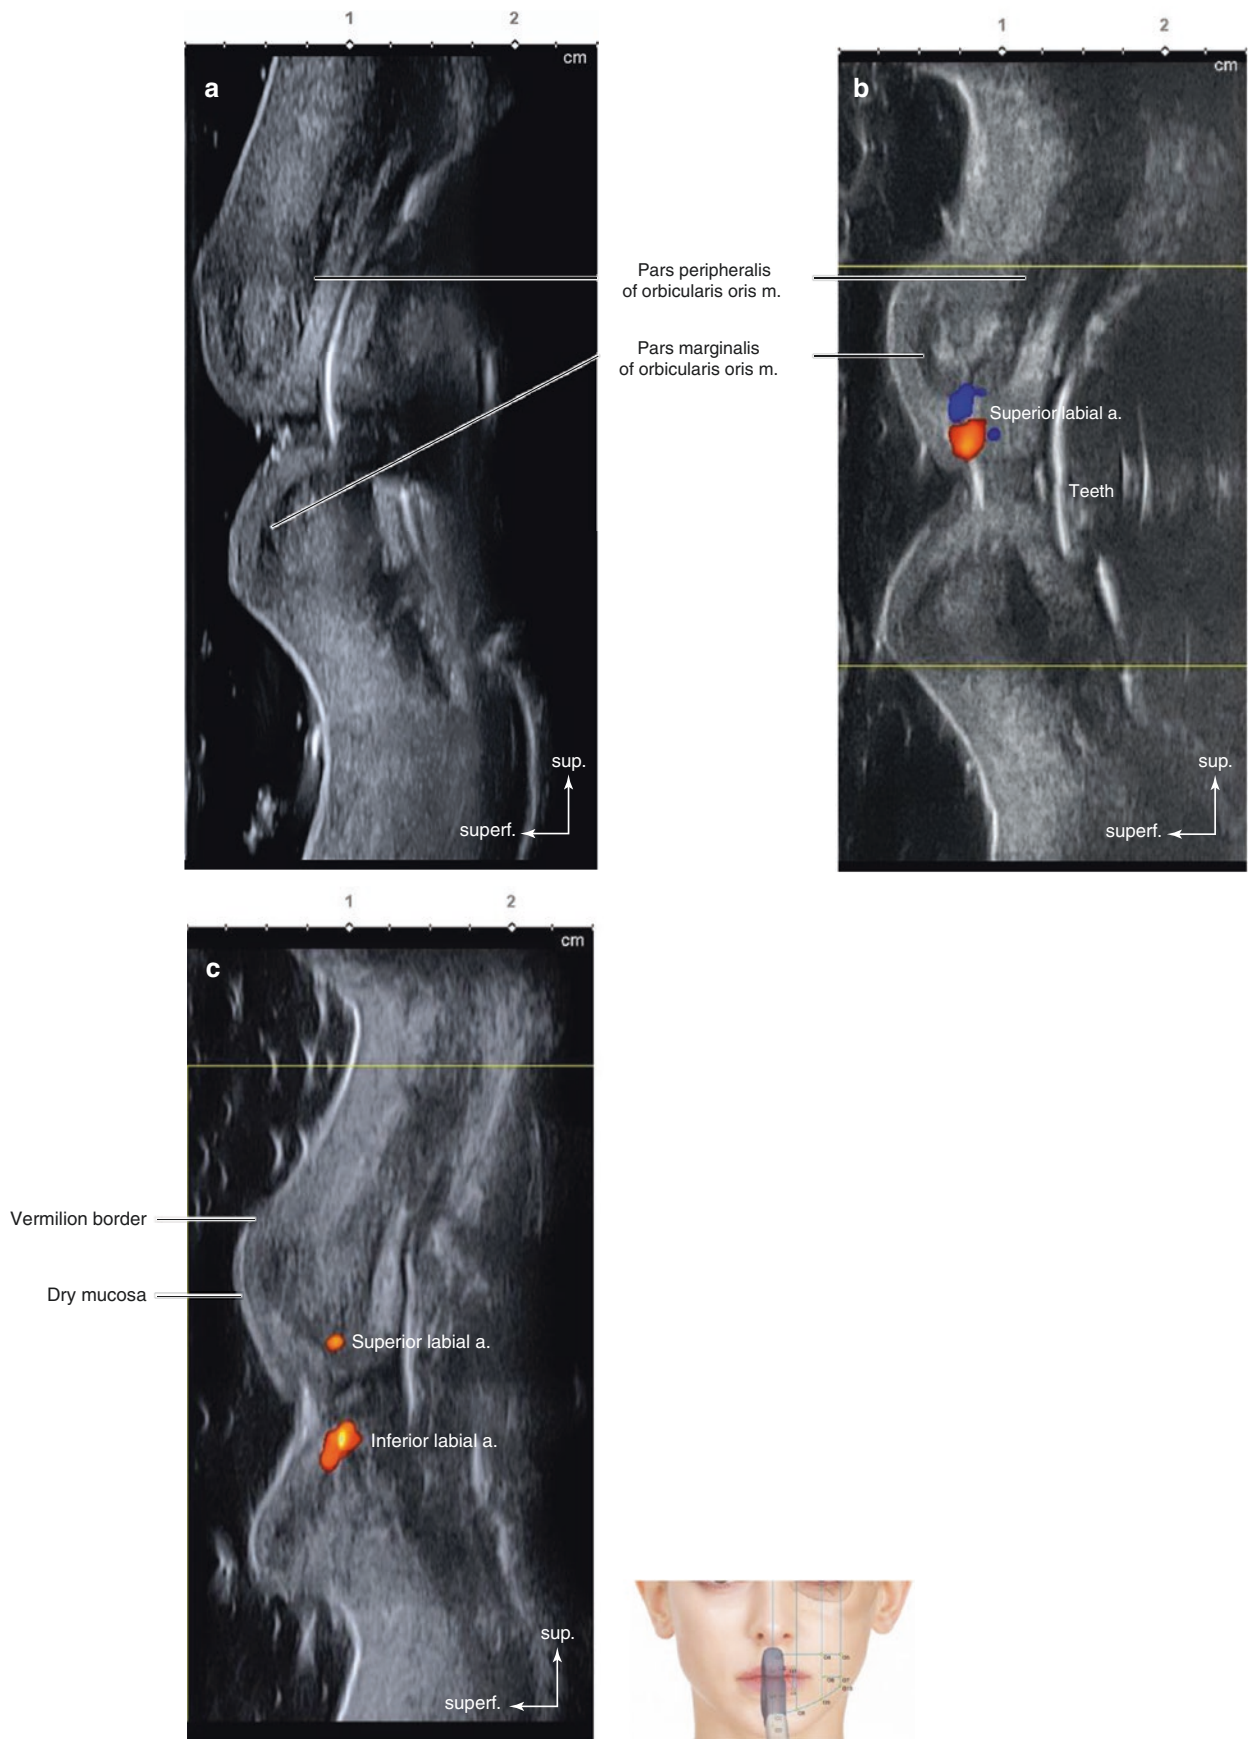 1
2
cm
a
1
2
cm
b
Pars peripheralis
of orbicularis oris m.
Pars marginalis
of orbicularis oris m.
Superior labial a.
Teeth
sup.
superf.
sup.
superf.
1
2
cm
c
Vermilion border
Dry mucosa
Superior labial a.
Inferior labial a.
sup.
superf.